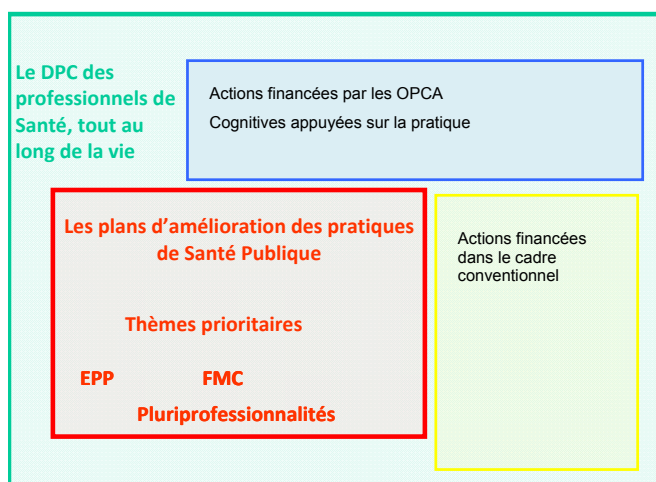 Le DPC des
professionnels de
Santé, tout au
long de la vie
Actions financées par les OPCA
Cognitives appuyées sur la pratique
Les plans d'amélioration des pratiques
de Santé Publique
Thèmes prioritaires
EPP FMC
Pluriprofessionnalités
Actions financées
dans le cadre
conventionnel